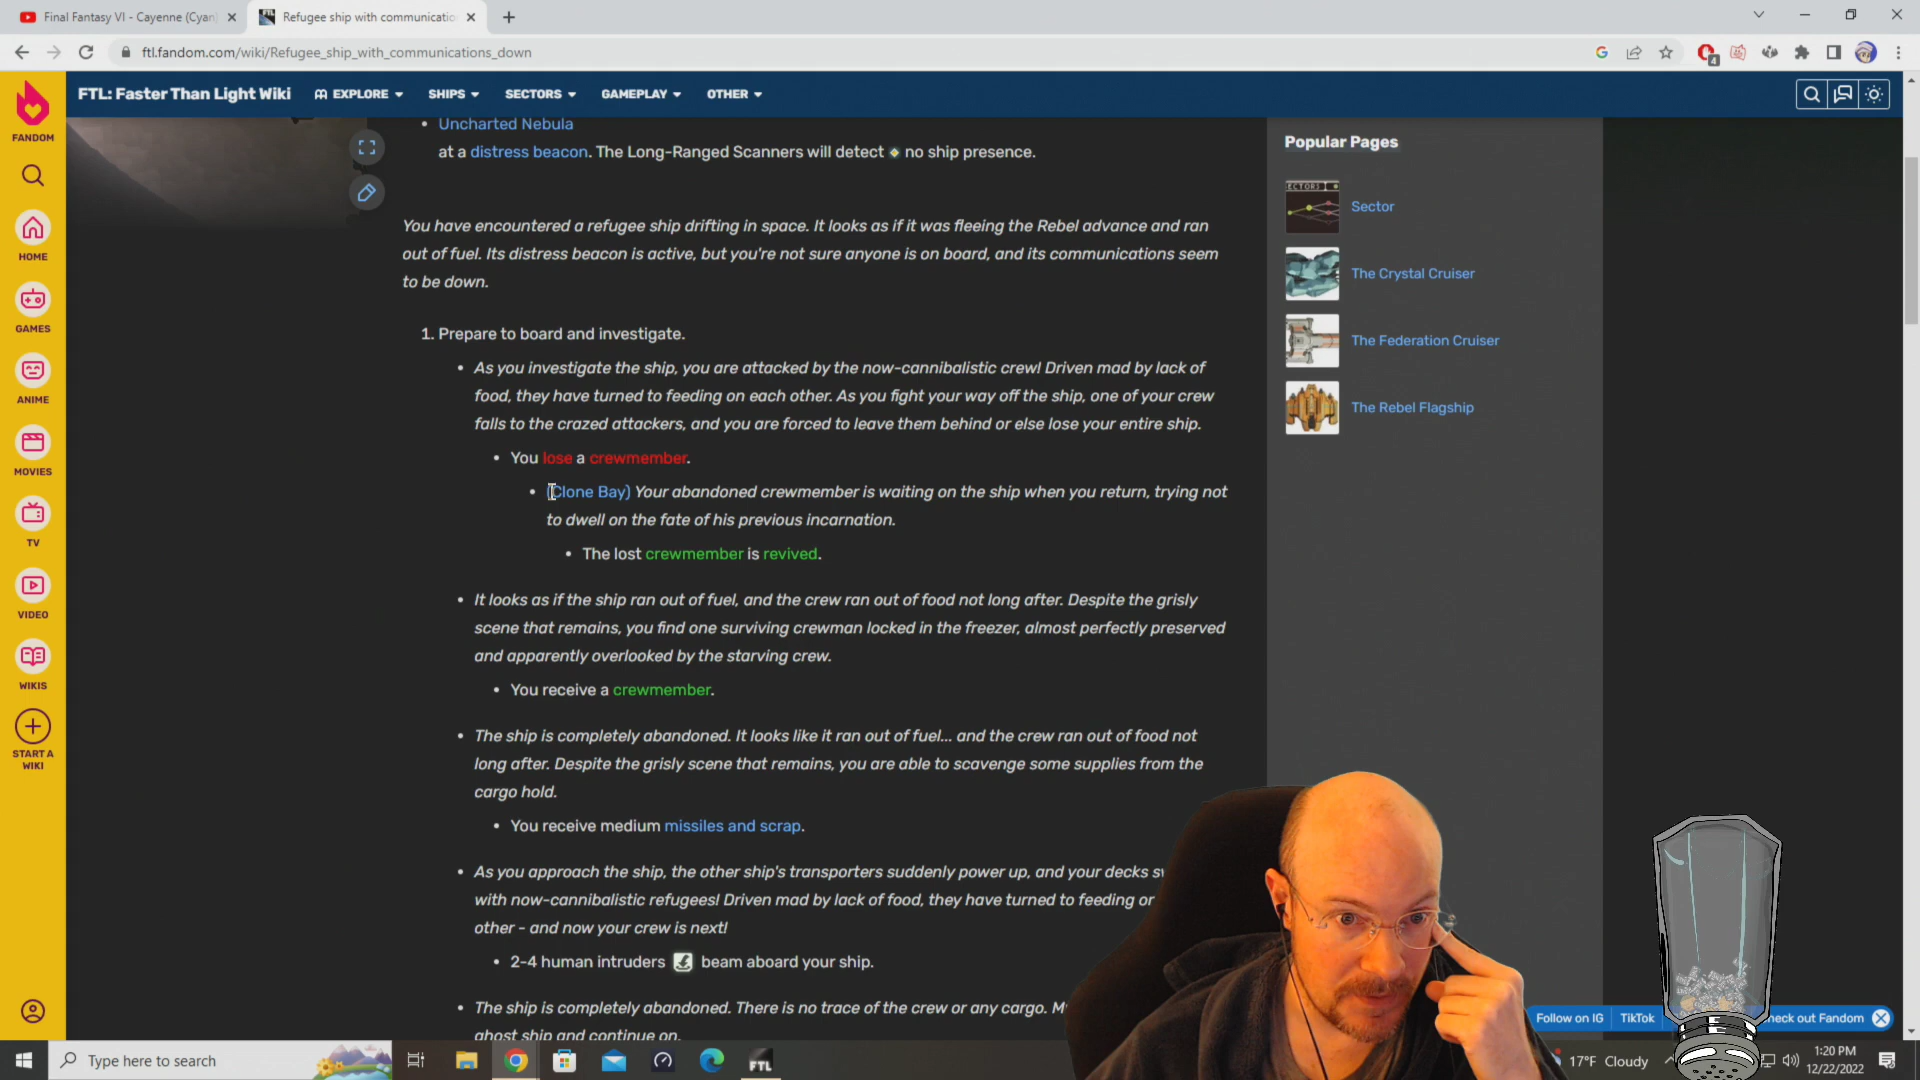 Final Fantasy VI - Cayenne (Cyan
Refugee ship with communicatio
ftl.fandom.com/wiki/Refugee_ship_with_communications_down
4
FANDOM
FTL: Faster Than Light Wiki
EXPLORE
SHIPS
SECTORS
GAMEPLAY
OTHER
HOME
GAMES
ANIME
MOVIES
TV
VIDEO
WIKIS
START A
WIKI
• Uncharted Nebula
at a distress beacon. The Long-Ranged Scanners will detect no ship presence.
You have encountered a refugee ship drifting in space. It looks as if it was fleeing the Rebel advance and ran
out of fuel. Its distress beacon is active, but you're not sure anyone is on board, and its communications seem
to be down.
1. Prepare to board and investigate.
• As you investigate the ship, you are attacked by the now-cannibalistic crew! Driven mad by lack of
food, they have turned to feeding on each other. As you fight your way off the ship, one of your crew
falls to the crazed attackers, and you are forced to leave them behind or else lose your entire ship.
• You lose a crewmember.
• (Clone Bay) Your abandoned crewmember is waiting on the ship when you return, trying not
to dwell on the fate of his previous incarnation.
• The lost crewmember is revived.
• It looks as if the ship ran out of fuel, and the crew ran out of food not long after. Despite the grisly
scene that remains, you find one surviving crewman locked in the freezer, almost perfectly preserved
and apparently overlooked by the starving crew.
• You receive a crewmember.
• The ship is completely abandoned. It looks like it ran out of fuel... and the crew ran out of food not
long after. Despite the grisly scene that remains, you are able to scavenge some supplies from the
cargo hold.
• You receive medium missiles and scrap.
• As you approach the ship, the other ship's transporters suddenly power up, and your decks
with now-cannibalistic refugees! Driven mad by lack of food, they have turned to feeding
other - and now your crew is next!
• 2-4 human intruders beam aboard your ship.
• The ship is completely abandoned. There is no trace of the crew or any cargo.
ghost ship and continue on.
Popular Pages
SECTORS
Sector
The Crystal Cruiser
The Federation Cruiser
The Rebel Flagship
Follow on IG
TikTok
heck out Fandom
Type here to search
FTL
17°F Cloudy
1:20 PM
12/22/2022